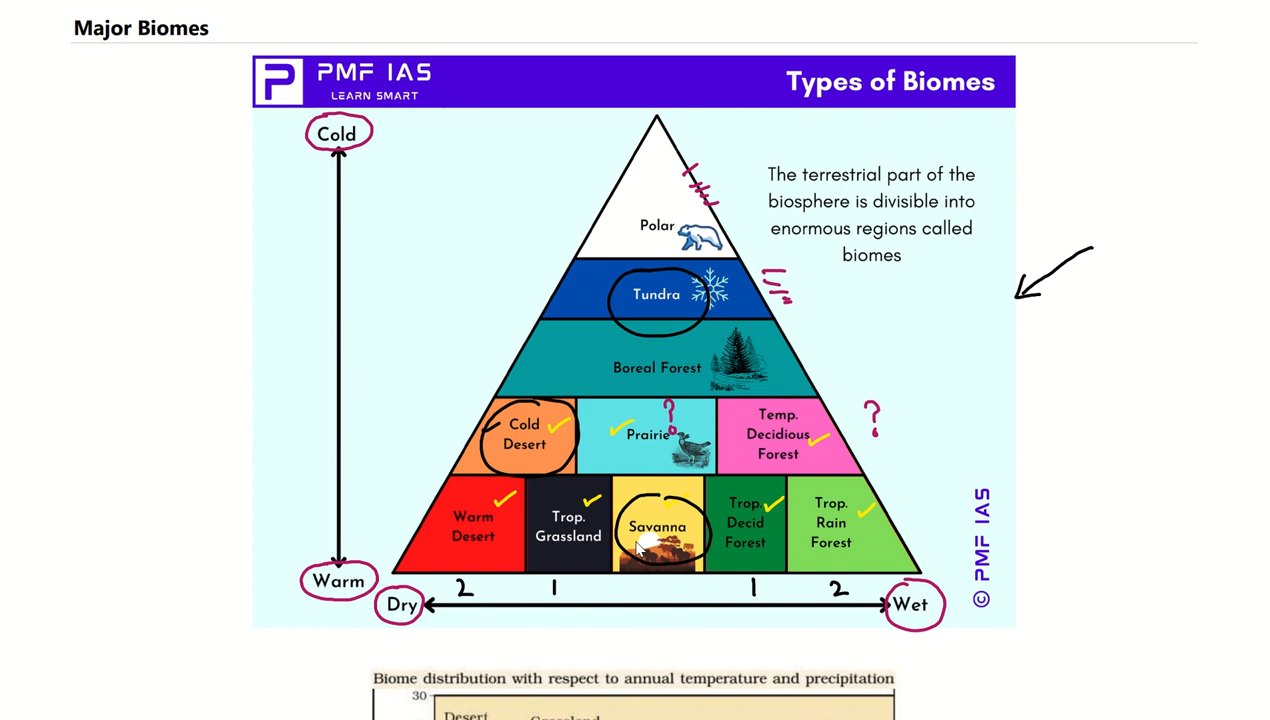 Major Biomes
P
PMF IAS
LEARN SMART
Types of Biomes
Cold
The terrestrial part of the
biosphere is divisible into
enormous regions called
biomes
Polar
Tundra
Boreal Forest
Cold
Desert
Prairie
?
Temp.
Decidious
Forest
?
Warm
Desert
Trop.
Grassland
Savanna
Trop.
Decid
Forest
Trop.
Rain
Forest
© PMF IAS
Warm
2
1
1
2
Dry
Wet
Biome distribution with respect to annual temperature and precipitation
30
Desert
Grassland